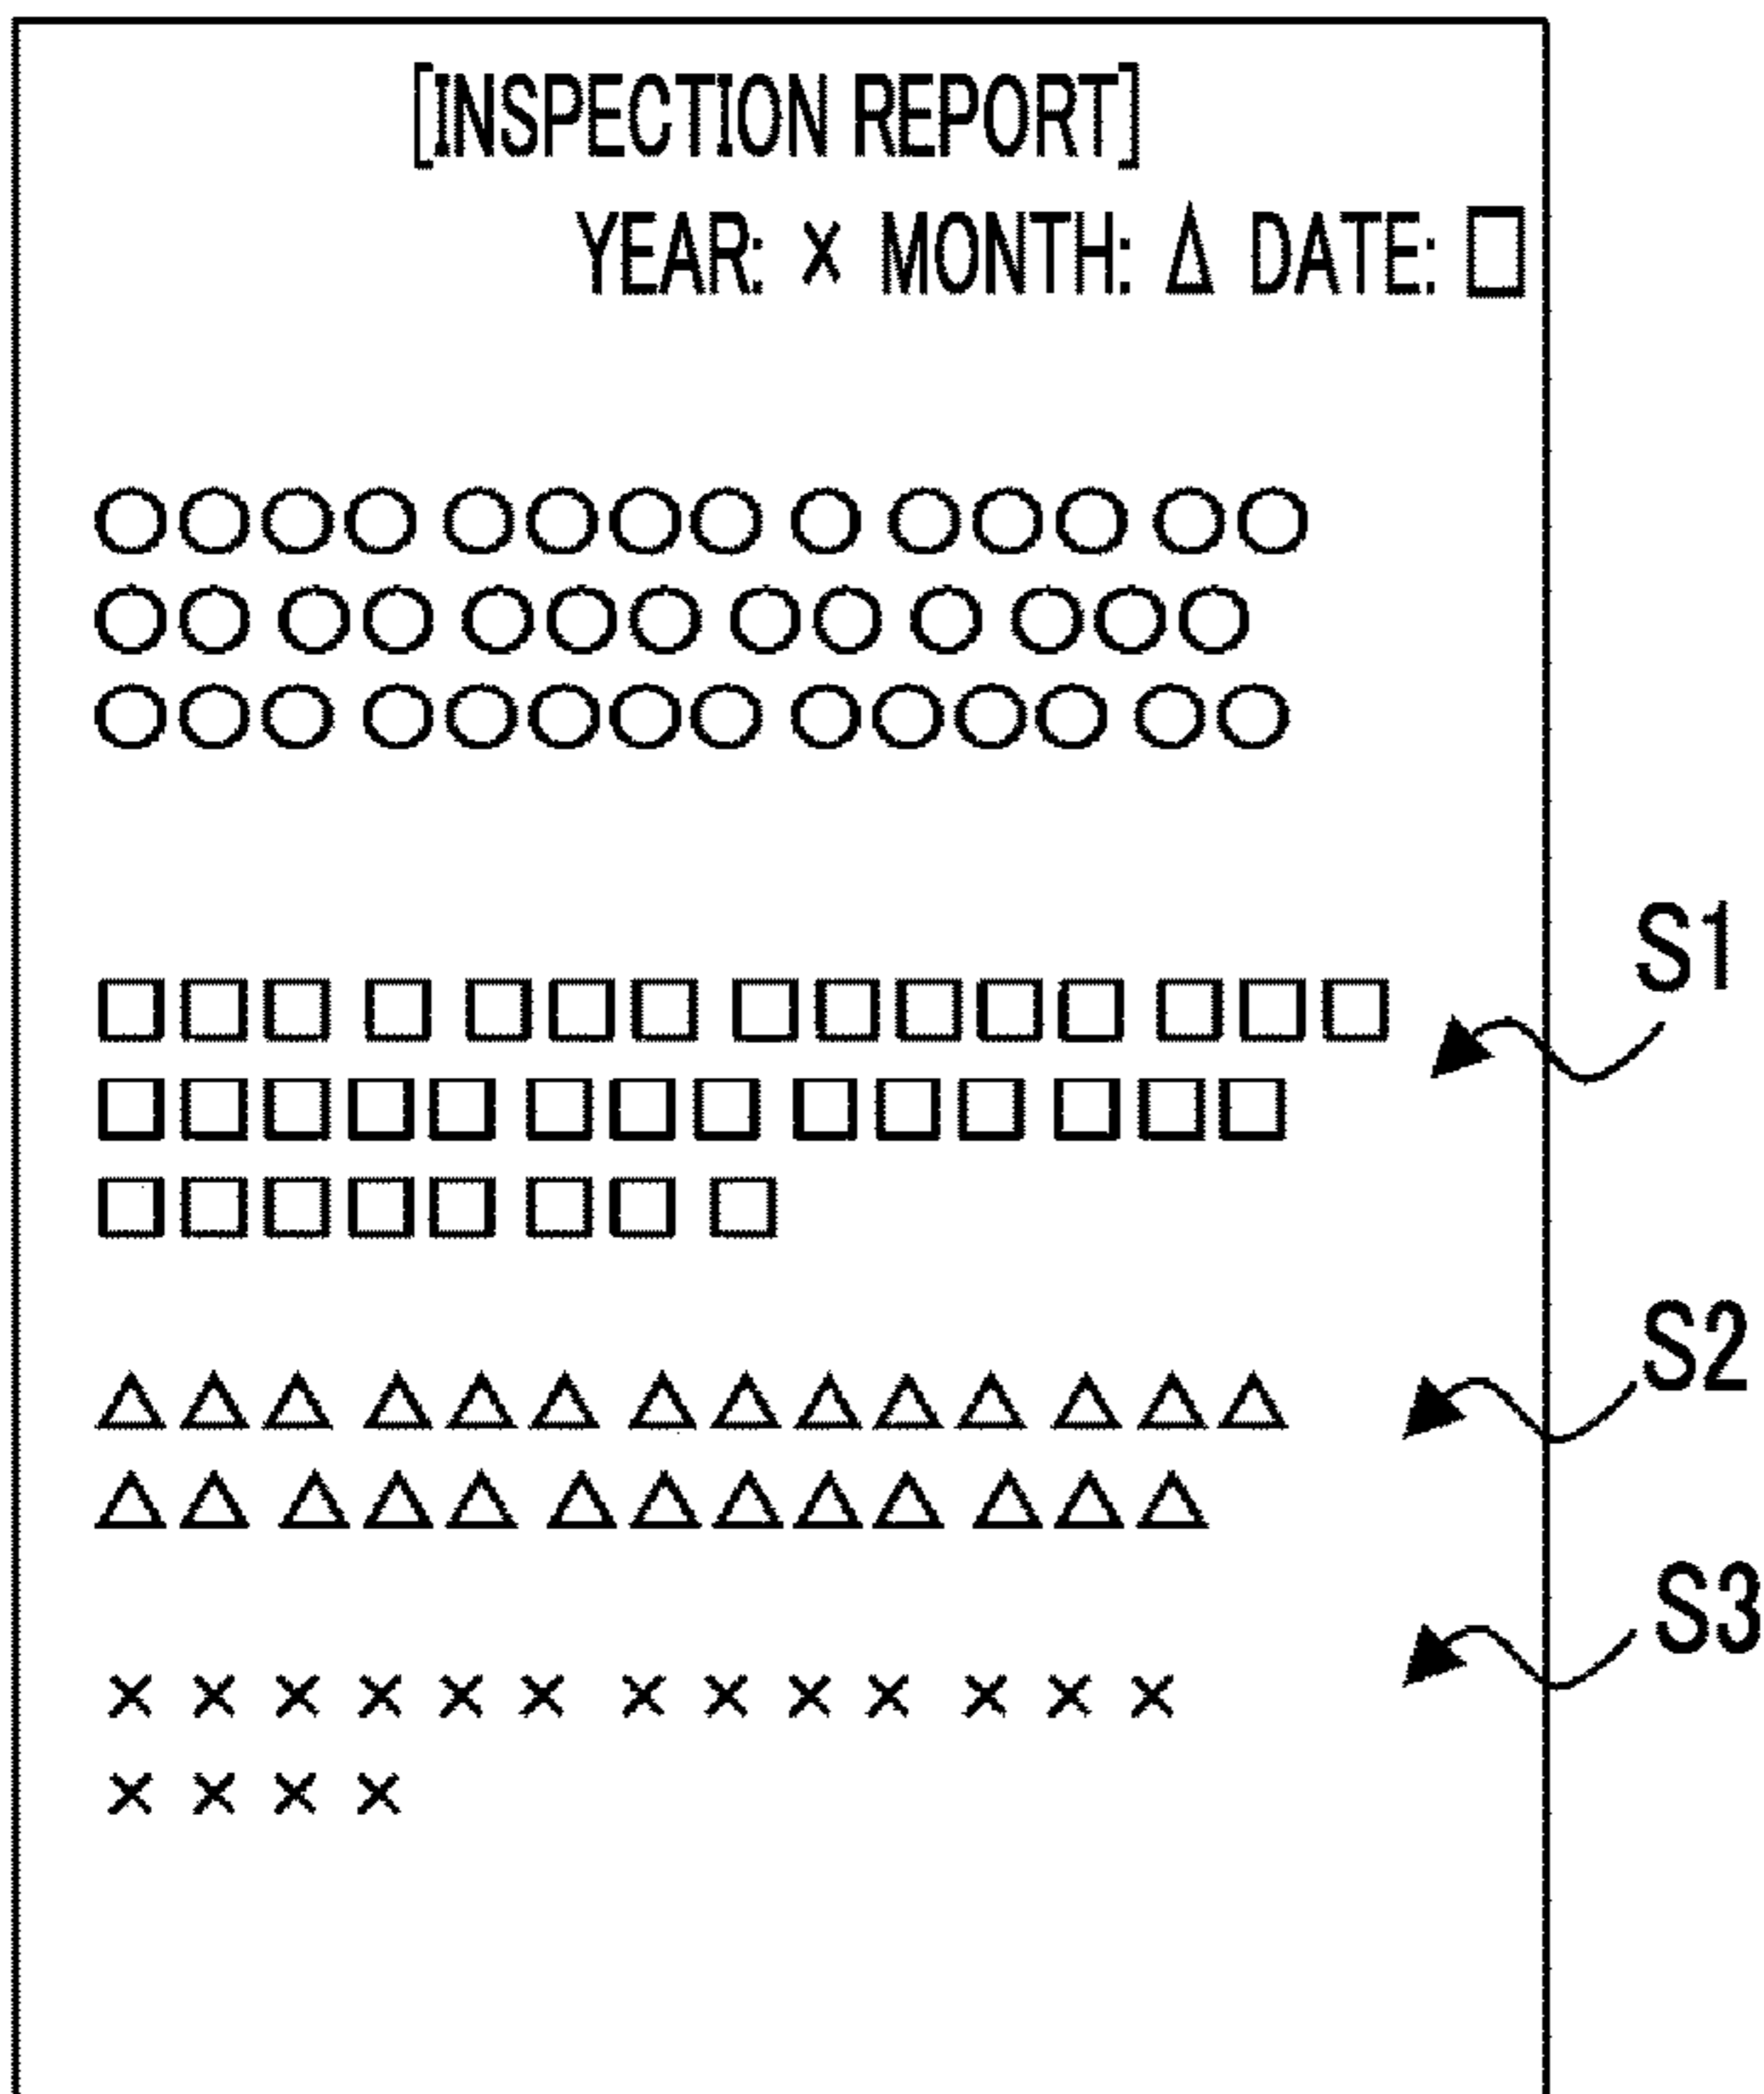 [INSPECTION REPORT]
YEAR: × MONTH: △ DATE: □
○○○○ ○○○○ ○ ○○○ ○○
○○ ○○ ○○○ ○○ ○ ○○○
○○○ ○○○○○ ○○○○ ○○
S1
□□□ □ □□□ □□□□□ □□□
□□□□□ □□□ □□□ □□□
□□□□□ □□ □
S2
△△△ △△△ △△△△△ △△△
△△ △△△ △△△△△ △△△
S3
×××××× ×××× ×××
××××